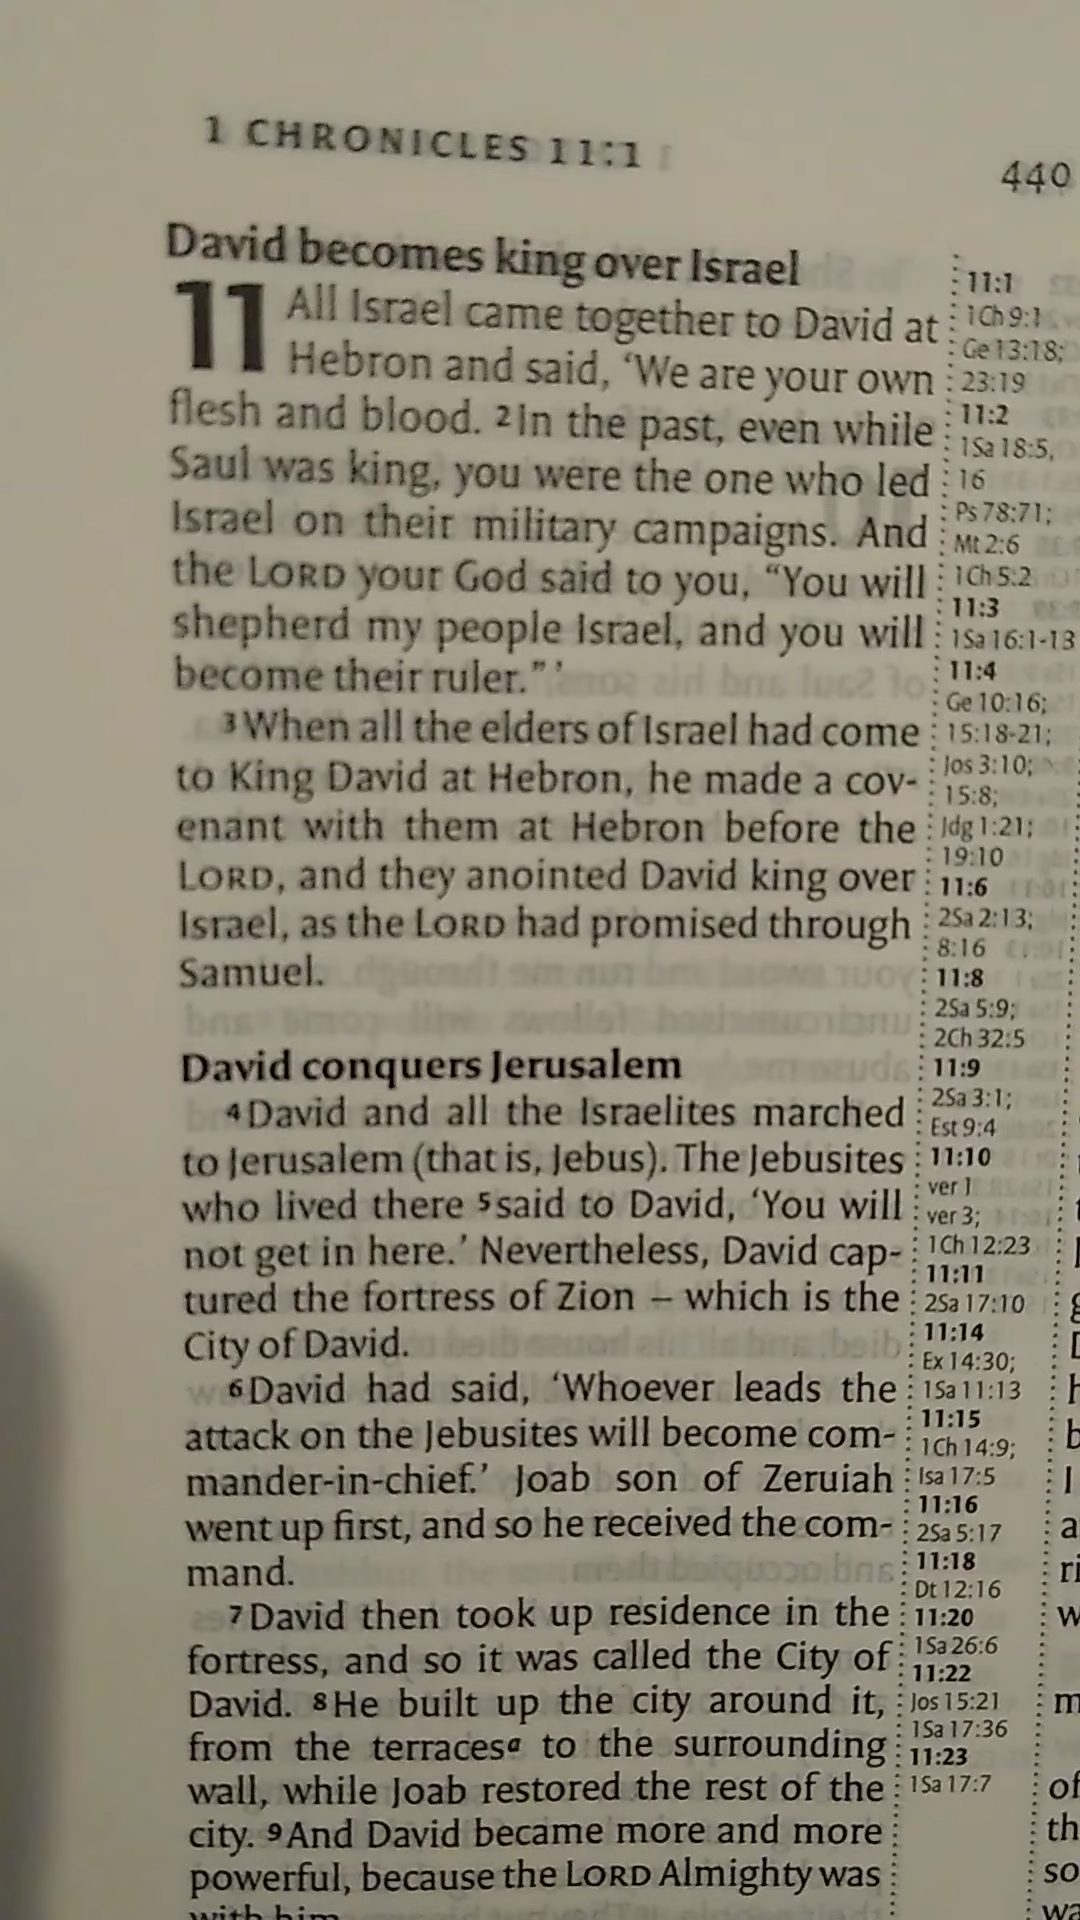 1 CHRONICLES 11:1
440
David becomes king over Israel
11 All Israel came together to David at
Hebron and said, ‘We are your own
flesh and blood. 2 In the past, even while
Saul was king, you were the one who led
Israel on their military campaigns. And
the LORD your God said to you, “You will
shepherd my people Israel, and you will
become their ruler.” ’
3 When all the elders of Israel had come
to King David at Hebron, he made a cov-
enant with them at Hebron before the
LORD, and they anointed David king over
Israel, as the LORD had promised through
Samuel.
David conquers Jerusalem
4 David and all the Israelites marched
to Jerusalem (that is, Jebus). The Jebusites
who lived there 5 said to David, ‘You will
not get in here.’ Nevertheless, David cap-
tured the fortress of Zion – which is the
City of David.
6 David had said, ‘Whoever leads the
attack on the Jebusites will become com-
mander-in-chief.’ Joab son of Zeruiah
went up first, and so he received the com-
mand.
7 David then took up residence in the
fortress, and so it was called the City of
David. 8 He built up the city around it,
from the terraces a to the surrounding
wall, while Joab restored the rest of the
city. 9 And David became more and more
powerful, because the LORD Almighty was
with him
11:1
1Ch 9:1
Ge 13:18;
23:19
11:2
1Sa 18:5,
16
Ps 78:71;
Mt 2:6
1Ch 5:2
11:3
1Sa 16:1-13
11:4
Ge 10:16;
15:18-21;
Jos 3:10;
15:8;
Jdg 1:21;
19:10
11:6
2Sa 2:13;
8:16
11:8
2Sa 5:9;
2Ch 32:5
11:9
2Sa 3:1;
Est 9:4
11:10
ver 1
ver 3;
1Ch 12:23
11:11
2Sa 17:10
11:14
Ex 14:30;
1Sa 11:13
11:15
1Ch 14:9;
Isa 17:5
11:16
2Sa 5:17
11:18
Dt 12:16
11:20
1Sa 26:6
11:22
Jos 15:21
1Sa 17:36
11:23
1Sa 17:7